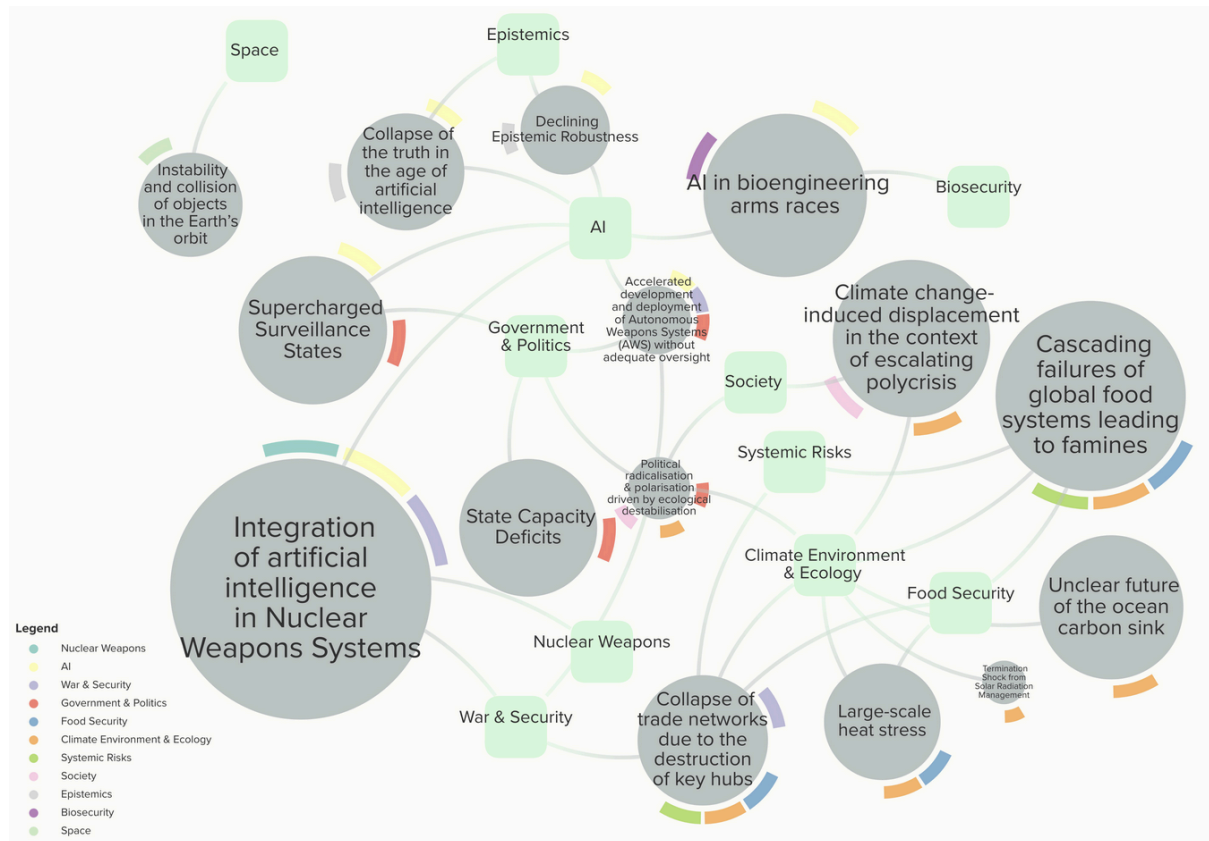 Space
Epistemics
Collapse of
the truth in
the age of
artificial
intelligence
Declining
Epistemic Robustness
Instability
and collision
of objects
in the Earth's
orbit
AI in bioengineering
arms races
Biosecurity
AI
Supercharged
Surveillance
States
Government
& Politics
Accelerated
development
and deployment
of Autonomous
Weapons Systems
(AWS) without
adequate oversight
Climate change-
induced displacement
in the context
of escalating
polycrisis
Society
Cascading
failures of
global food
systems leading
to famines
Systemic Risks
Political
radicalisation
& polarisation
driven by ecological
destabilisation
State Capacity
Deficits
Integration
of artificial
intelligence
in Nuclear
Weapons Systems
Climate Environment
& Ecology
Food Security
Unclear future
of the ocean
carbon sink
Nuclear Weapons
War & Security
Collapse of
trade networks
due to the
destruction
of key hubs
Large-scale
heat stress
Termination
Shock from
Solar Radiation
Management
Legend
Nuclear Weapons
AI
War & Security
Government & Politics
Food Security
Climate Environment & Ecology
Systemic Risks
Society
Epistemics
Biosecurity
Space